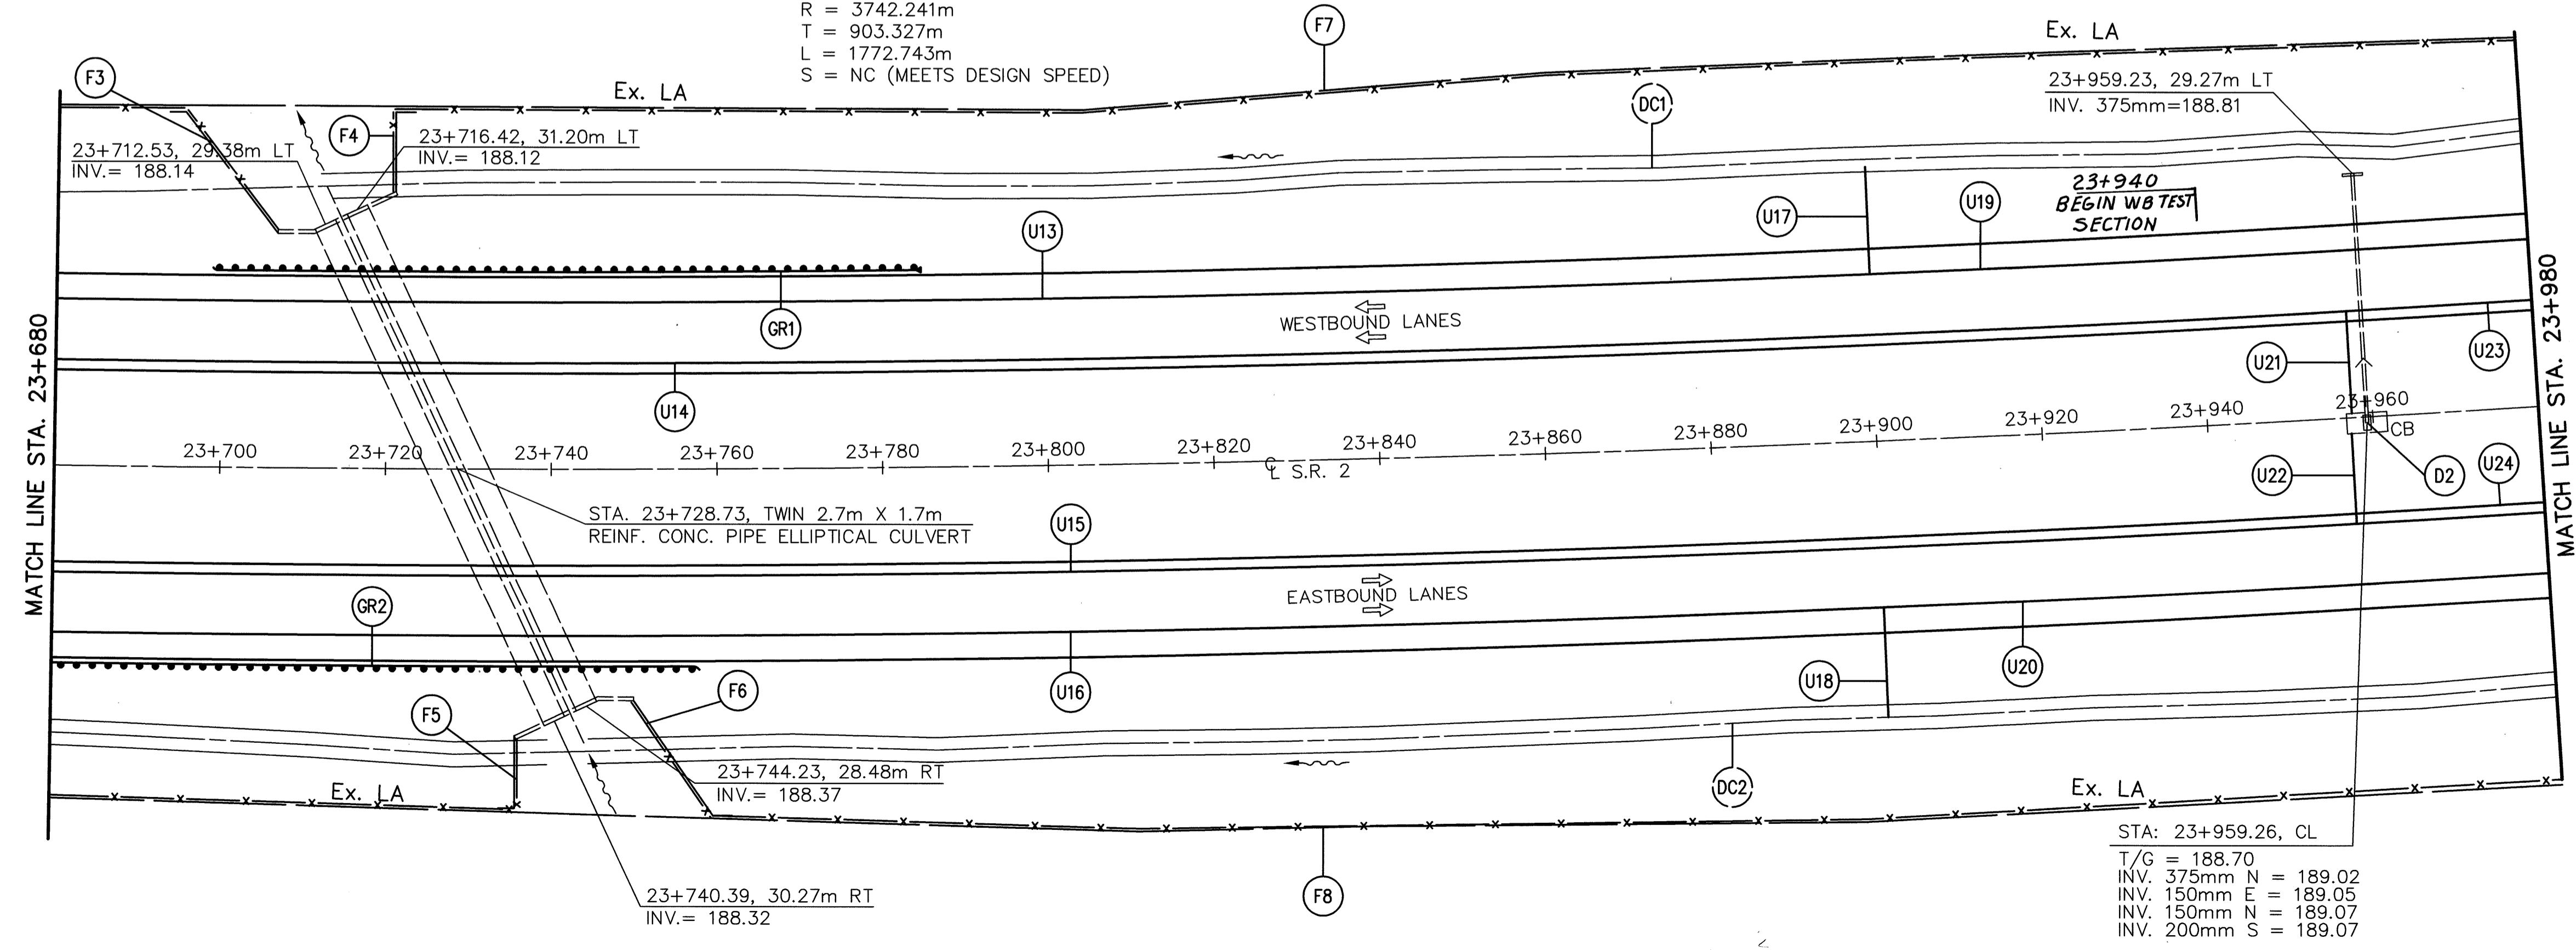 R = 3742.241m
T = 903.327m
L = 1772.743m
S = NC (MEETS DESIGN SPEED)
F7
Ex. LA
F3
Ex. LA
23+959.23, 29.27m LT
INV. 375mm=188.81
DC1
F4
23+716.42, 31.20m LT
INV.= 188.12
23+712.53, 29.38m LT
INV.= 188.14
23+940
BEGIN WB TEST
SECTION
U17
U19
U13
GR1
WESTBOUND LANES
MATCH LINE STA. 23+680
MATCH LINE STA. 23+980
U21
U23
U14
23+700
23+720
23+740
23+760
23+780
23+800
23+820
23+840
23+860
23+880
23+900
23+920
23+940
23+960
CB
℄ S.R. 2
U22
D2
U24
STA. 23+728.73, TWIN 2.7m X 1.7m
REINF. CONC. PIPE ELLIPTICAL CULVERT
U15
EASTBOUND LANES
GR2
U16
U18
U20
F5
F6
23+744.23, 28.48m RT
INV.= 188.37
DC2
Ex. LA
Ex. LA
F8
23+740.39, 30.27m RT
INV.= 188.32
STA: 23+959.26, CL
T/G = 188.70
INV. 375mm N = 189.02
INV. 150mm E = 189.05
INV. 150mm N = 189.07
INV. 200mm S = 189.07